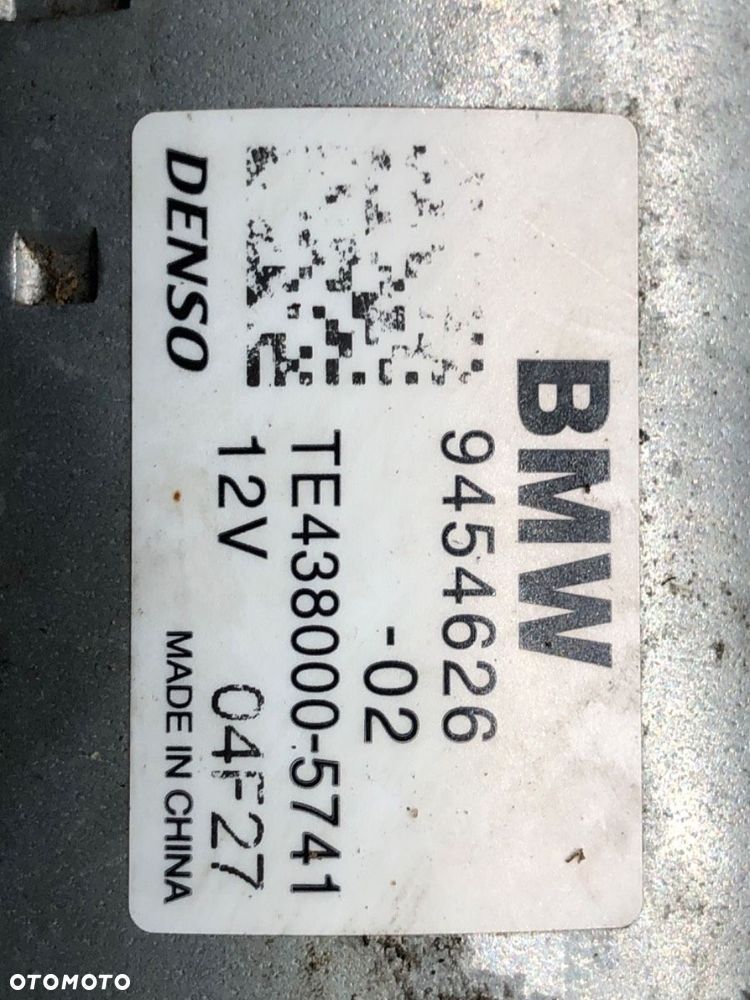 BMW
9454626
-02
TE438000-5741
12V 04F27
DENSO MADE IN CHINA
OTOMOTO